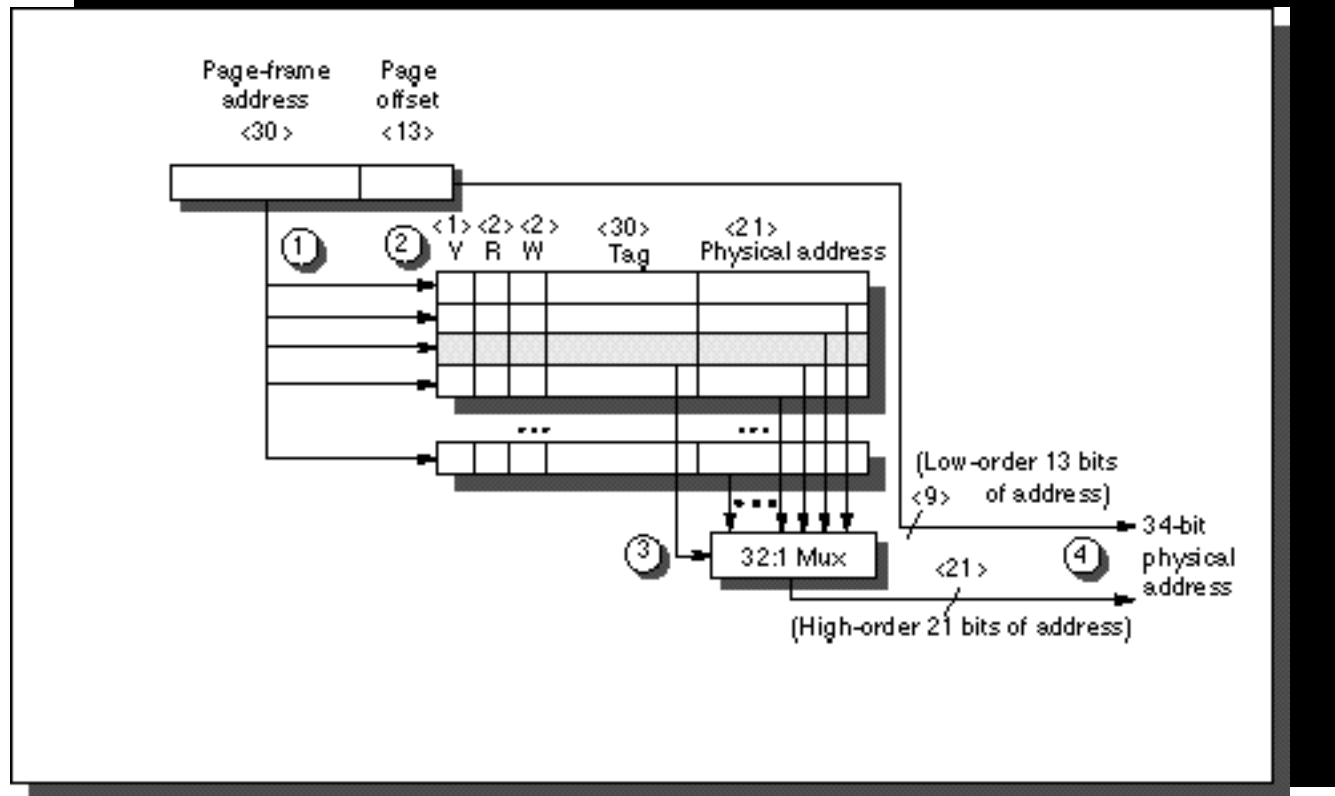 Page-frame
address
<30>
Page
offset
<13>
1
2
<1> <2> <2> <30> <21>
V R W Tag Physical address
...
...
...
(Low-order 13 bits
of address)
<9>
34-bit
physical
address
3
32:1 Mux
<21>
4
(High-order 21 bits of address)